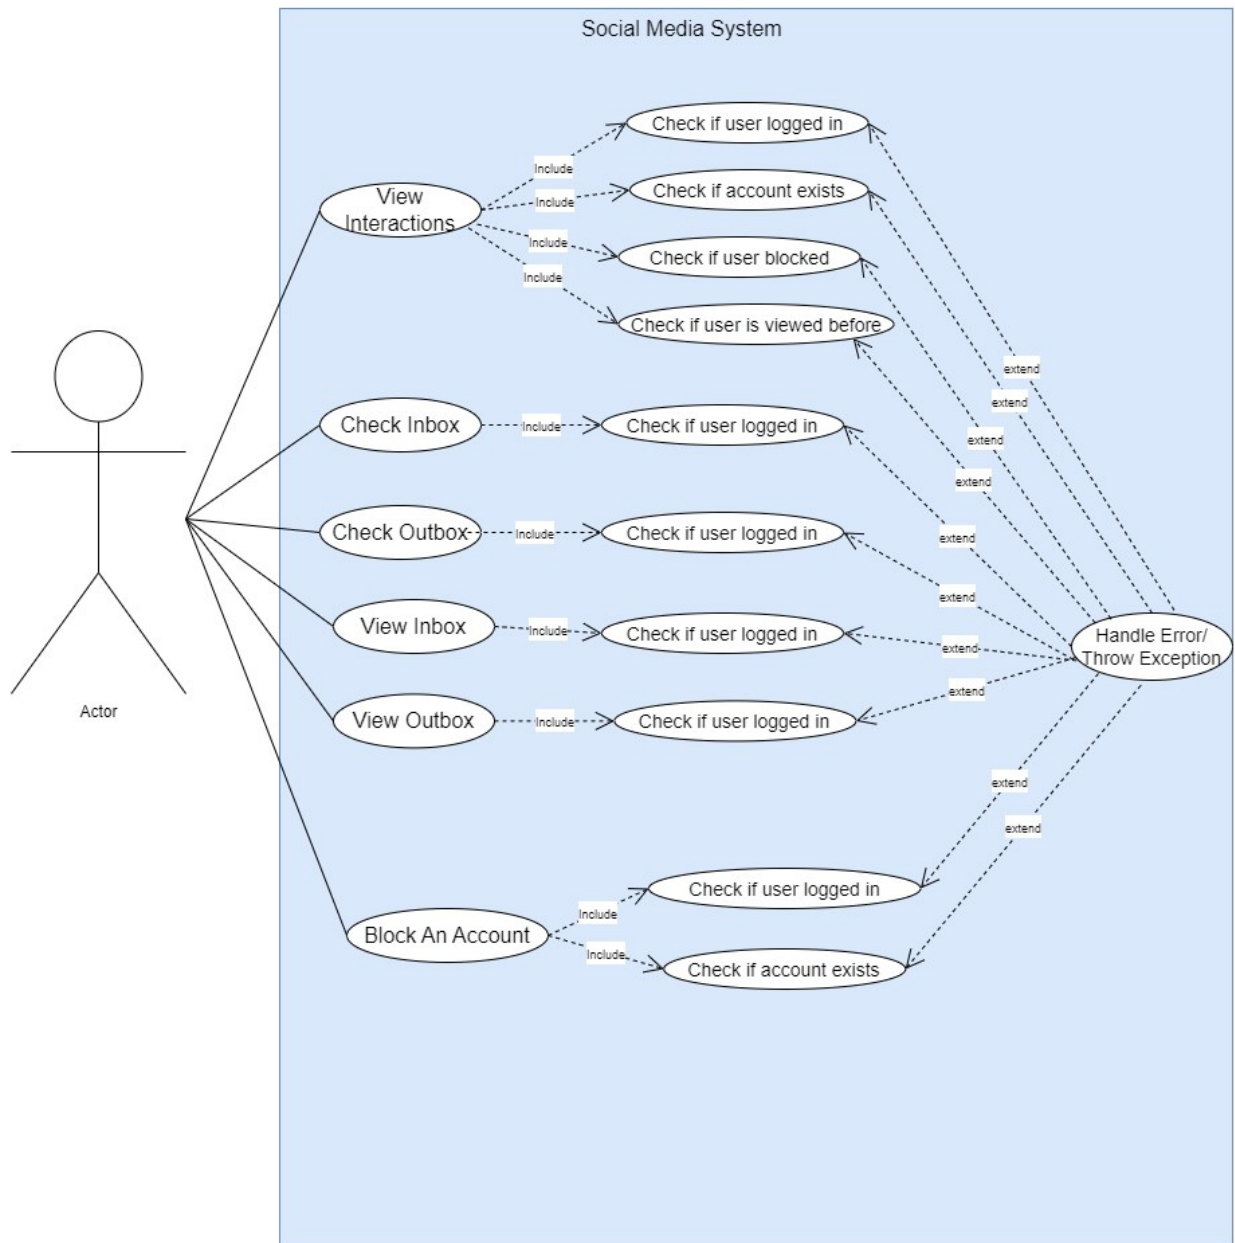 Social Media System
Check if user logged in
Include
View
Interactions
Include
Check if account exists
Include
Check if user blocked
Include
Check if user is viewed before
extend
extend
extend
extend
Check Inbox
Include
Check if user logged in
extend
Check Outbox
Include
Check if user logged in
extend
View Inbox
Include
Check if user logged in
extend
Handle Error/
Throw Exception
View Outbox
Include
Check if user logged in
extend
Actor
extend
extend
Check if user logged in
Include
Block An Account
Include
Check if account exists